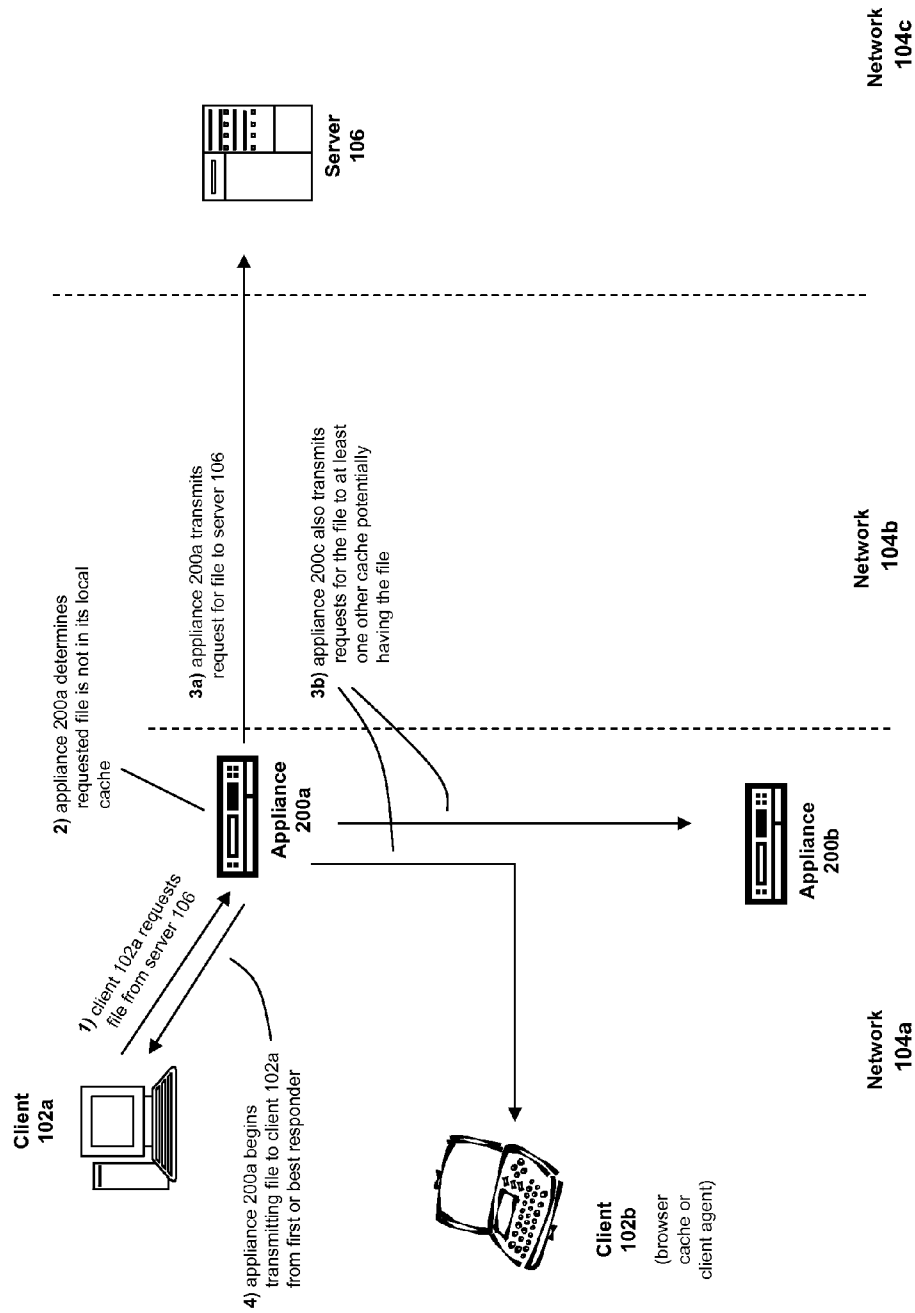 Client
102a
1) client 102a requests
file from server 106
2) appliance 200a determines
requested file is not in its local
cache
Appliance
200a
3a) appliance 200a transmits
request for file to server 106
Server
106
4) appliance 200a begins
transmitting file to client 102a
from first or best responder
3b) appliance 200c also transmits
requests for the file to at least
one other cache potentially
having the file
Client
102b
(browser
cache or
client agent)
Appliance
200b
Network
104a
Network
104b
Network
104c